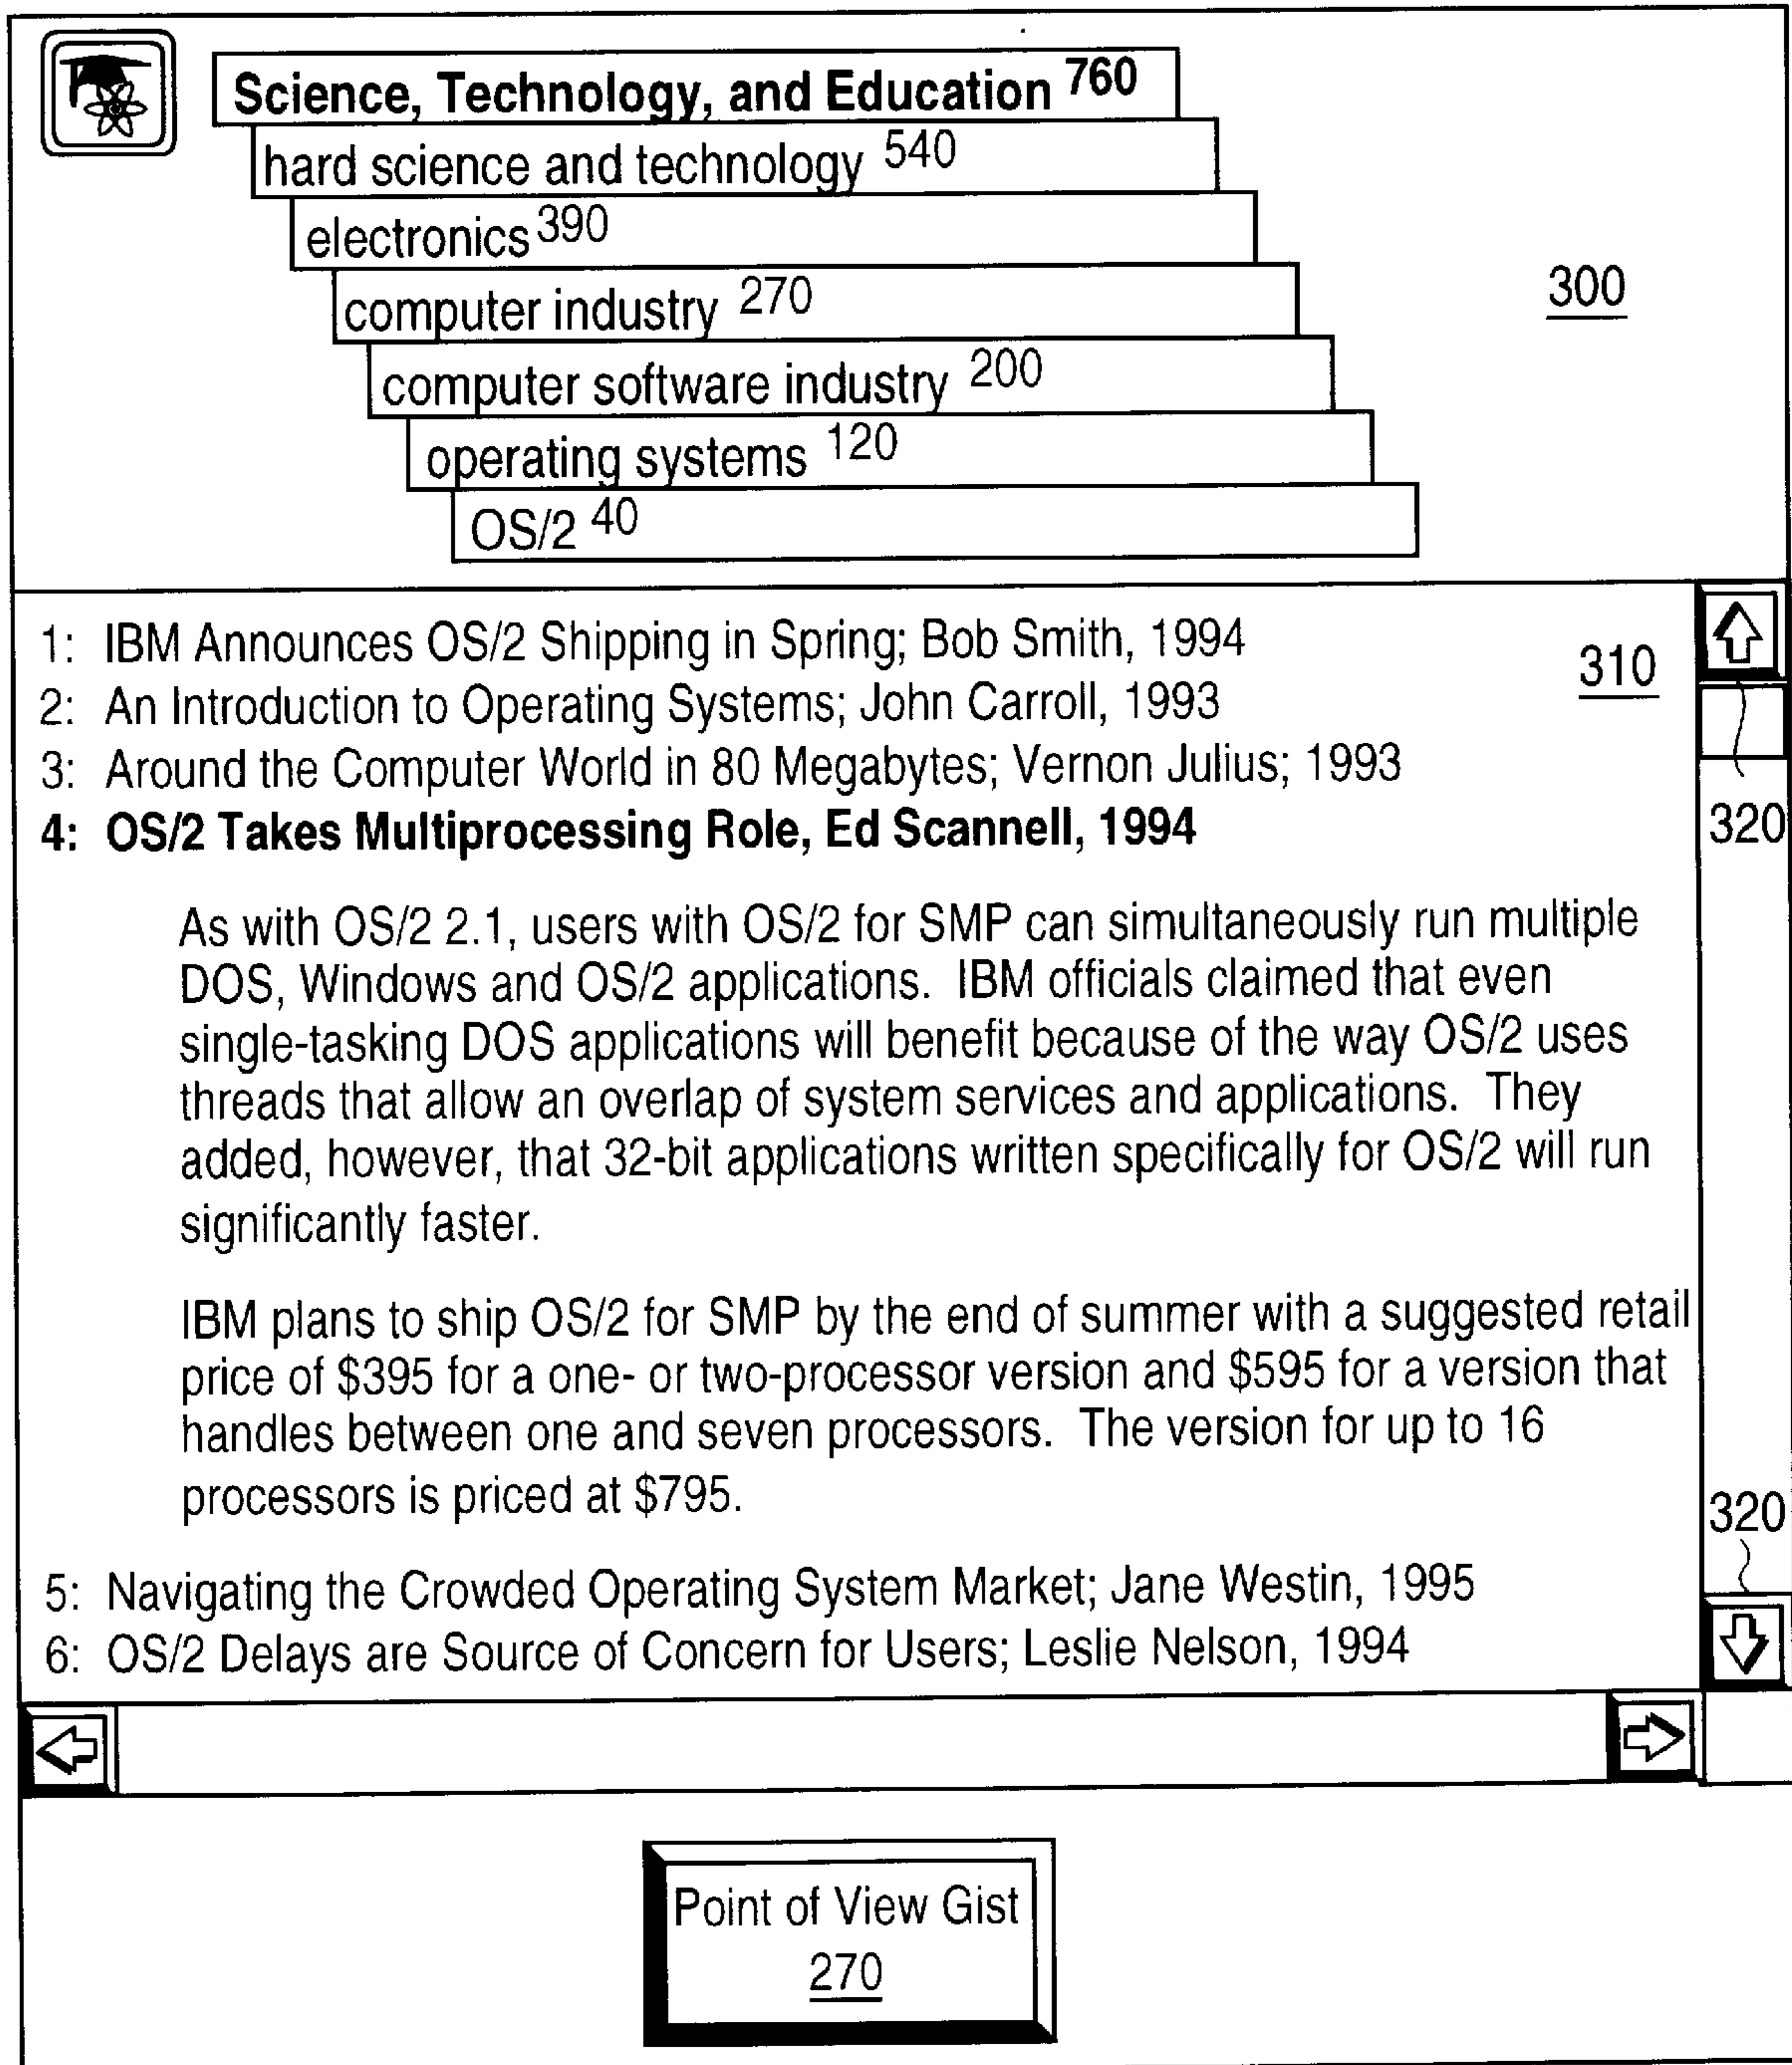 Science, Technology, and Education 760
hard science and technology 540
electronics 390
computer industry 270
300
computer software industry 200
operating systems 120
OS/2 40
1: IBM Announces OS/2 Shipping in Spring; Bob Smith, 1994
310
2: An Introduction to Operating Systems; John Carroll, 1993
3: Around the Computer World in 80 Megabytes; Vernon Julius; 1993
4: OS/2 Takes Multiprocessing Role, Ed Scannell, 1994
320
As with OS/2 2.1, users with OS/2 for SMP can simultaneously run multiple
DOS, Windows and OS/2 applications. IBM officials claimed that even
single-tasking DOS applications will benefit because of the way OS/2 uses
threads that allow an overlap of system services and applications. They
added, however, that 32-bit applications written specifically for OS/2 will run
significantly faster.
IBM plans to ship OS/2 for SMP by the end of summer with a suggested retail
price of $395 for a one- or two-processor version and $595 for a version that
handles between one and seven processors. The version for up to 16
processors is priced at $795.
320
5: Navigating the Crowded Operating System Market; Jane Westin, 1995
6: OS/2 Delays are Source of Concern for Users; Leslie Nelson, 1994
Point of View Gist
270